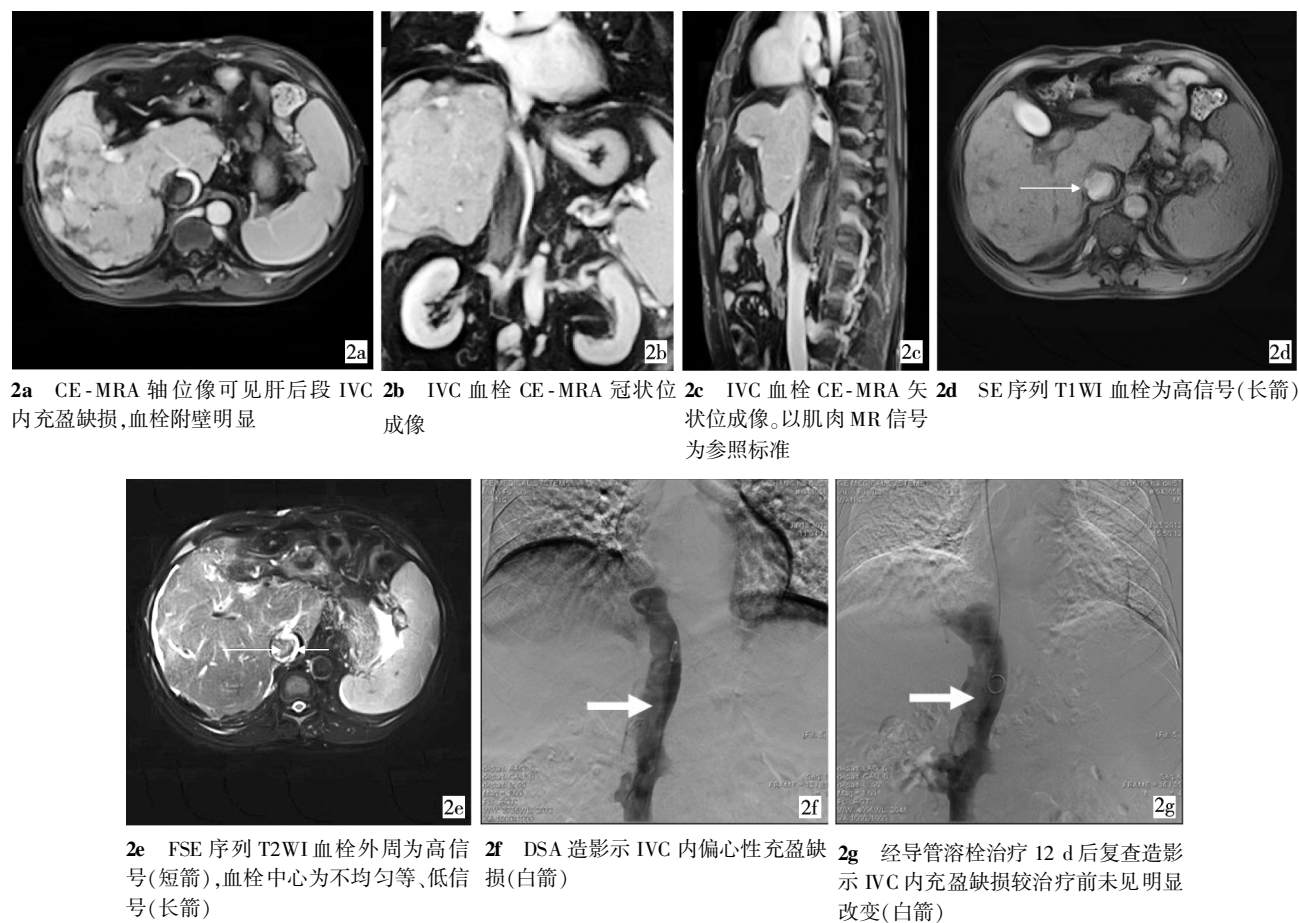 2a
2b
2c
2d
2a CE-MRA 轴位像可见肝后段 IVC
内充盈缺损,血栓附壁明显
2b IVC 血栓 CE-MRA 冠状位
成像
2c IVC 血栓 CE-MRA 矢
状位成像。以肌肉 MR 信号
为参照标准
2d SE 序列 T1WI 血栓为高信号(长箭)
2e
2f
2g
2e FSE 序列 T2WI 血栓外周为高信
号(短箭),血栓中心为不均匀等、低信
号(长箭)
2f DSA 造影示 IVC 内偏心性充盈缺
损(白箭)
2g 经导管溶栓治疗 12 d 后复查造影
示 IVC 内充盈缺损较治疗前未见明显
改变(白箭)